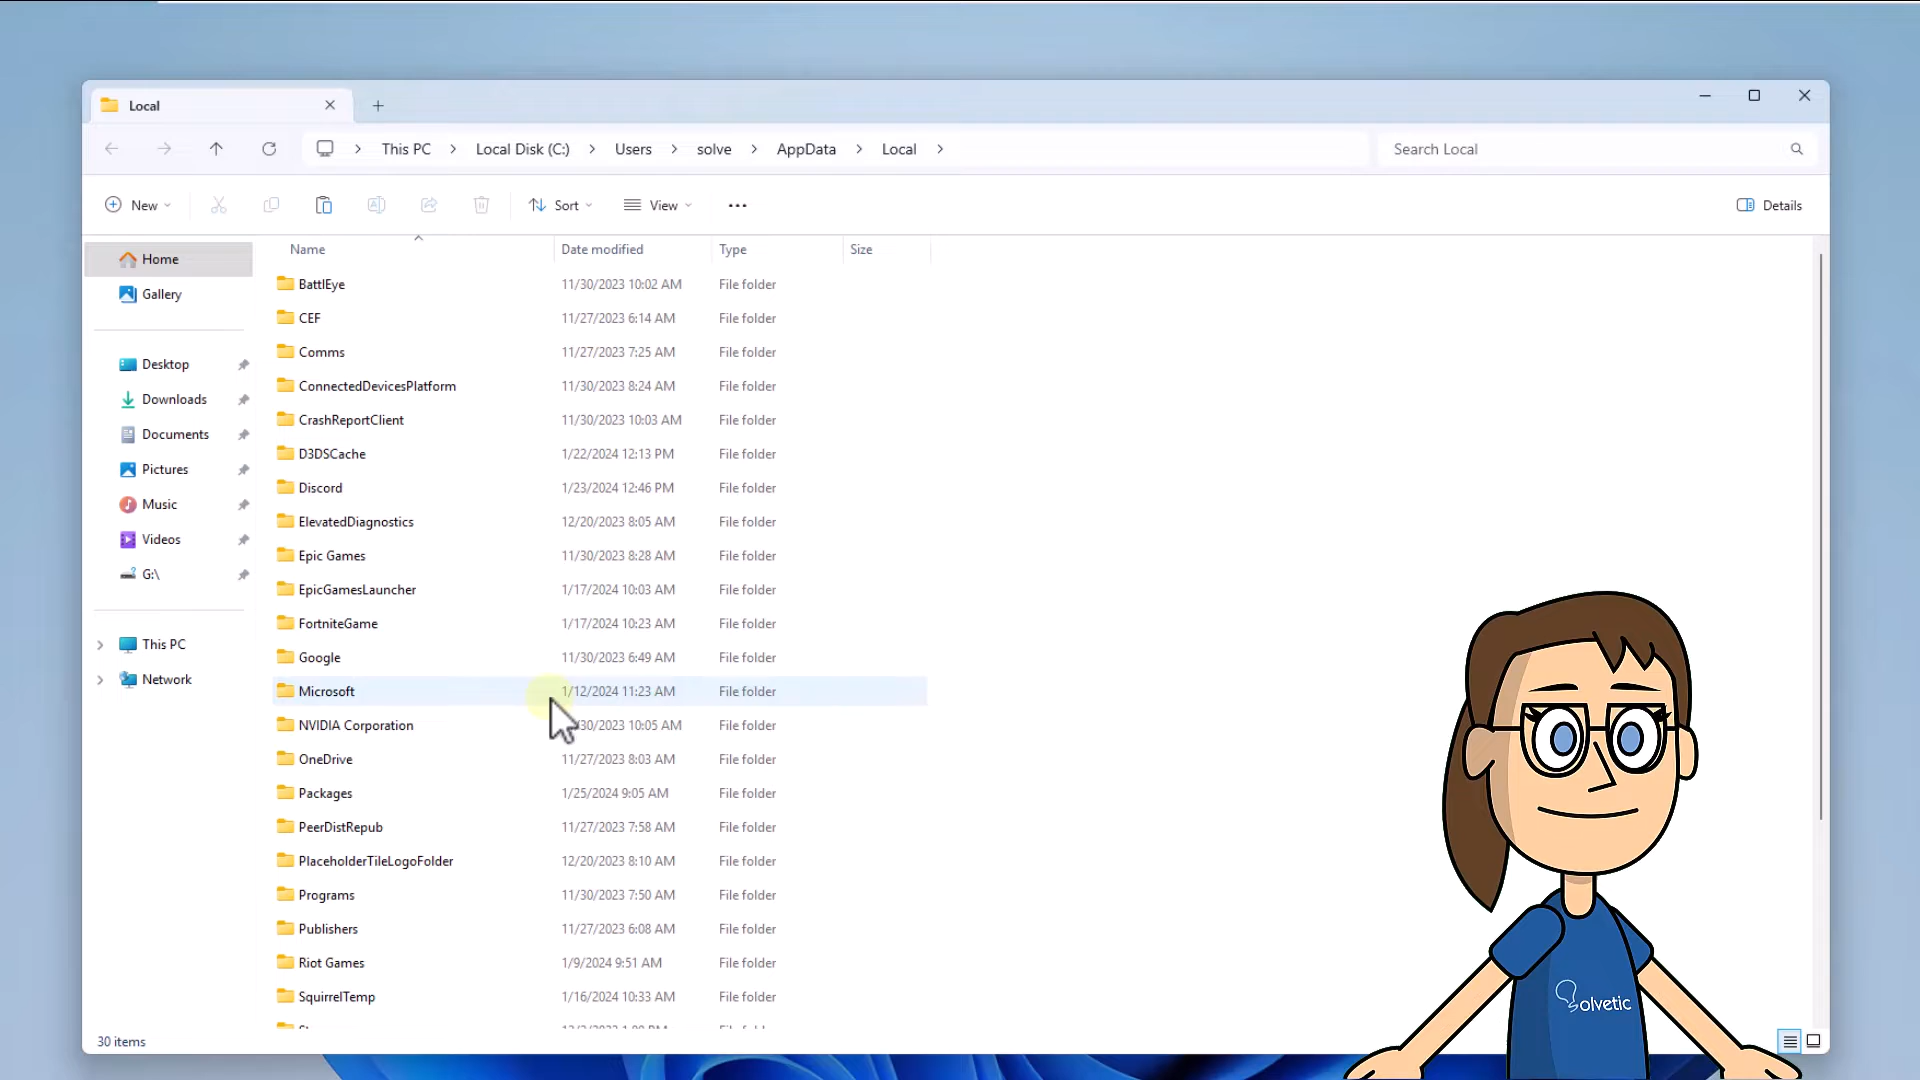 Local
This PC > Local Disk (C:) > Users > solve > AppData > Local >
Search Local
New
Sort
View
Details
Name Date modified Type Size
Home
Gallery
Desktop
Downloads
Documents
Pictures
Music
Videos
G:\
This PC
Network
BattlEye 11/30/2023 10:02 AM File folder
CEF 11/27/2023 6:14 AM File folder
Comms 11/27/2023 7:25 AM File folder
ConnectedDevicesPlatform 11/30/2023 8:24 AM File folder
CrashReportClient 11/30/2023 10:03 AM File folder
D3DSCache 1/22/2024 12:13 PM File folder
Discord 1/23/2024 12:46 PM File folder
ElevatedDiagnostics 12/20/2023 8:05 AM File folder
Epic Games 11/30/2023 8:28 AM File folder
EpicGamesLauncher 1/17/2024 10:03 AM File folder
FortniteGame 1/17/2024 10:23 AM File folder
Google 11/30/2023 6:49 AM File folder
Microsoft 1/12/2024 11:23 AM File folder
NVIDIA Corporation 30/2023 10:05 AM File folder
OneDrive 11/27/2023 8:03 AM File folder
Packages 1/25/2024 9:05 AM File folder
PeerDistRepub 11/27/2023 7:58 AM File folder
PlaceholderTileLogoFolder 12/20/2023 8:10 AM File folder
Programs 11/30/2023 7:50 AM File folder
Publishers 11/27/2023 6:08 AM File folder
Riot Games 1/9/2024 9:51 AM File folder
SquirrelTemp 1/16/2024 10:33 AM File folder
30 items
Solvetic